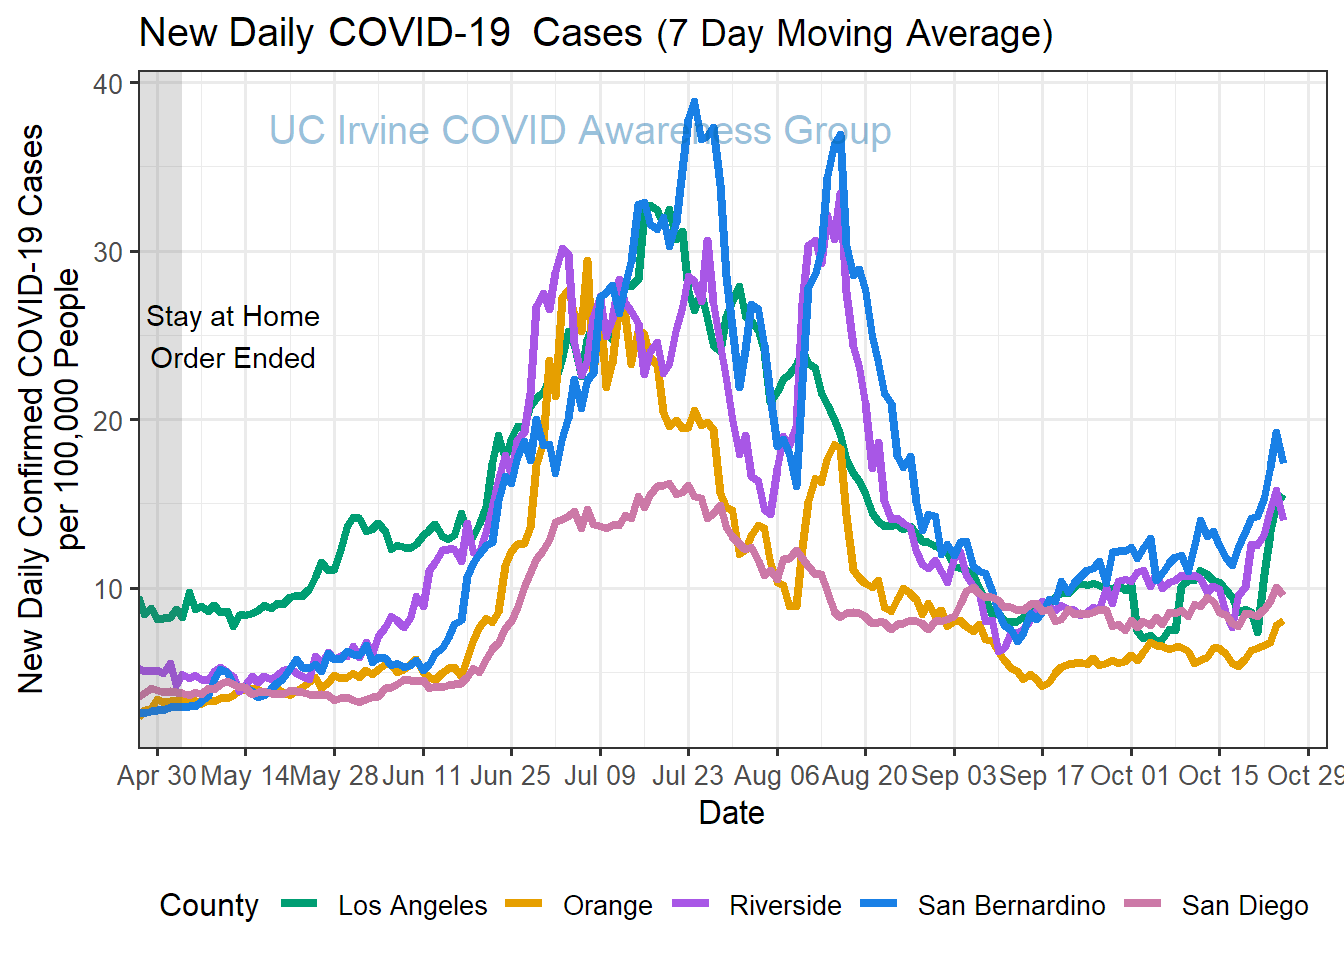 New Daily COVID-19 Cases (7 Day Moving Average)
UC Irvine COVID Awareness Group
New Daily Confirmed COVID-19 Cases
per 100,000 People
40
30
20
10
Stay at Home
Order Ended
Apr 30 May 14 May 28 Jun 11 Jun 25 Jul 09 Jul 23 Aug 06 Aug 20 Sep 03 Sep 17 Oct 01 Oct 15 Oct 29
Date
County Los Angeles Orange Riverside San Bernardino San Diego